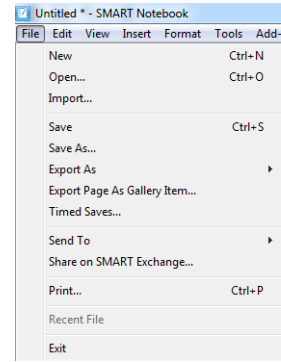 Untitled * - SMART Notebook
File Edit View Insert Format Tools Add-
New Ctrl+N
Open... Ctrl+O
Import...
Save Ctrl+S
Save As...
Export As
Export Page As Gallery Item...
Timed Saves...
Send To
Share on SMART Exchange...
Print... Ctrl+P
Recent File
Exit